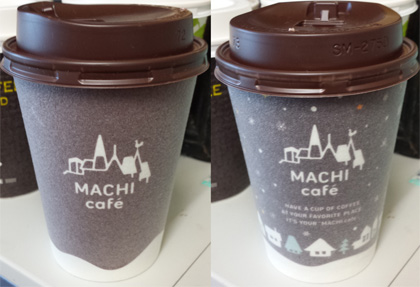 MACHI
café
MACHI
café
HAVE A CUP OF COFFEE
AT YOUR FAVORITE PLACE.
IT'S YOUR "MACHI café"